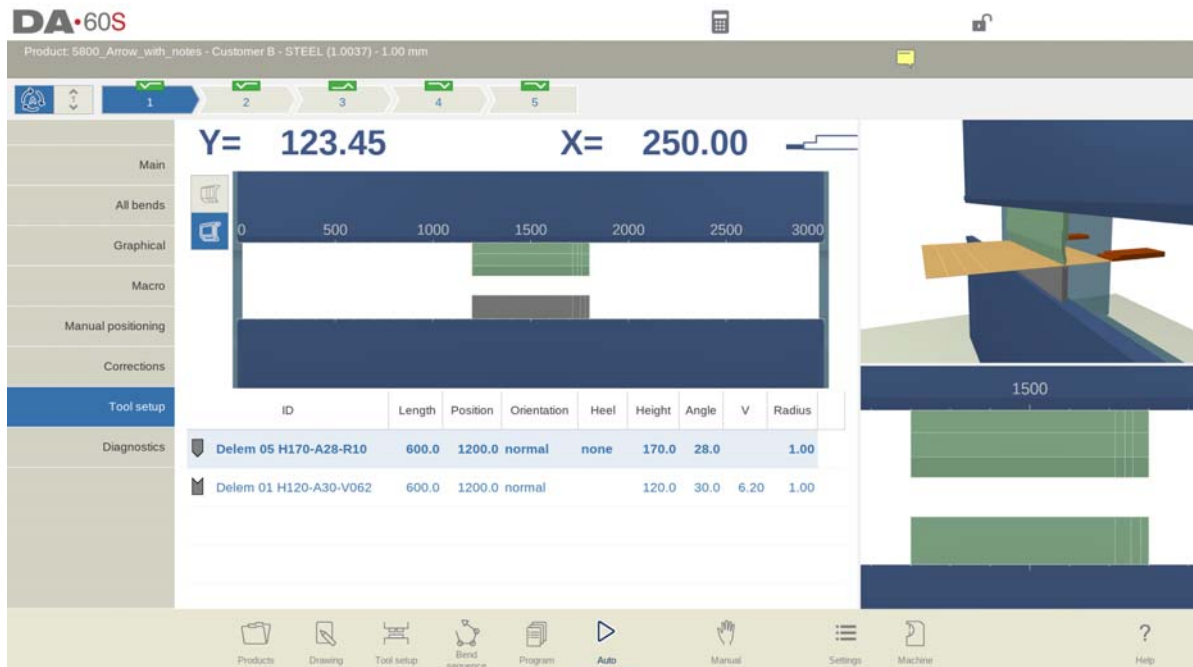 DA•60S
Product: 5800_Arrow_with_notes - Customer B - STEEL (1.0037) - 1.00 mm
1 2 3 4 5
Y= 123.45 X= 250.00
Main
All bends
Graphical
Macro
Manual positioning
Corrections
Tool setup
Diagnostics
0 500 1000 1500 2000 2500 3000
ID Length Position Orientation Heel Height Angle V Radius
Delem 05 H170-A28-R10 600.0 1200.0 normal none 170.0 28.0 1.00
Delem 01 H120-A30-V062 600.0 1200.0 normal 120.0 30.0 6.20 1.00
1500
Products Drawing Tool setup Bend sequence Program Auto Manual Settings Machine ? Help